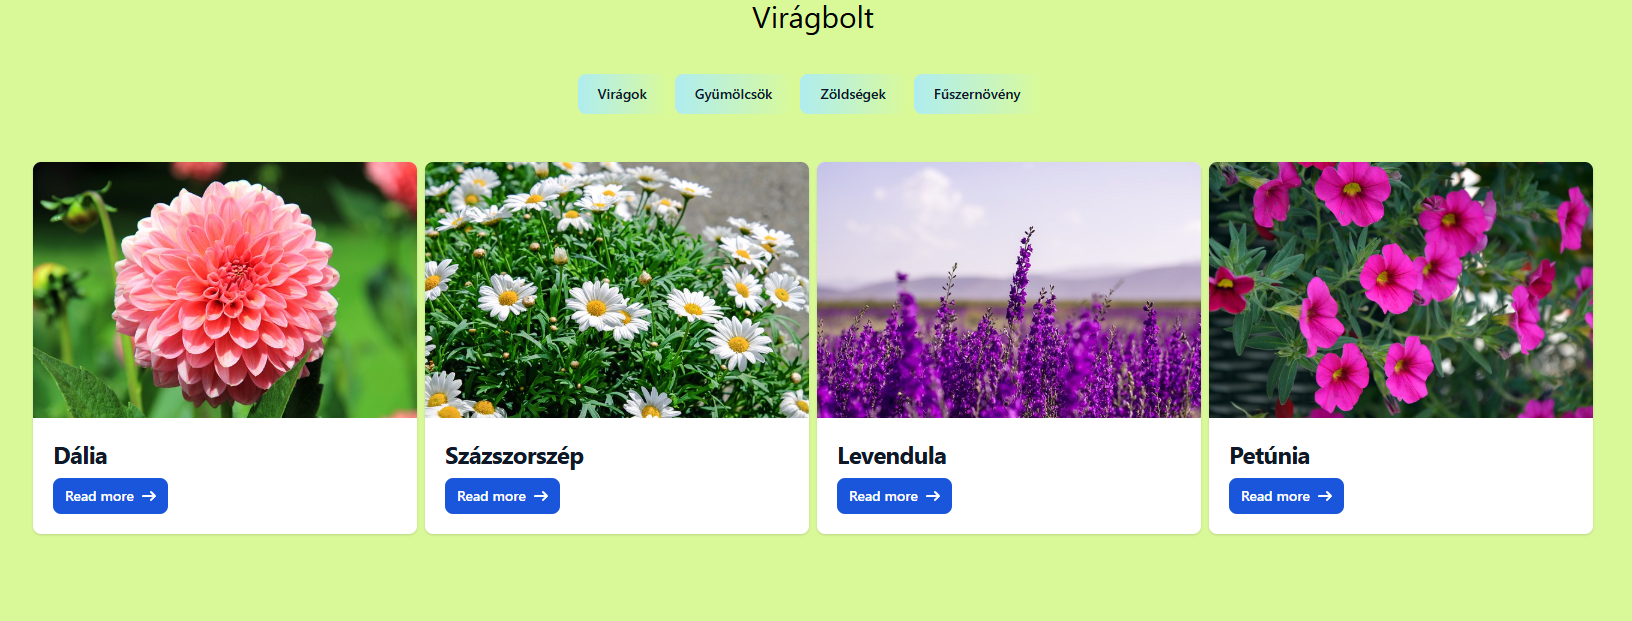 Virágbolt
Virágok
Gyümölcsök
Zöldségek
Fűszernövény
Dália
Százszorszép
Levendula
Petúnia
Read more
Read more
Read more
Read more